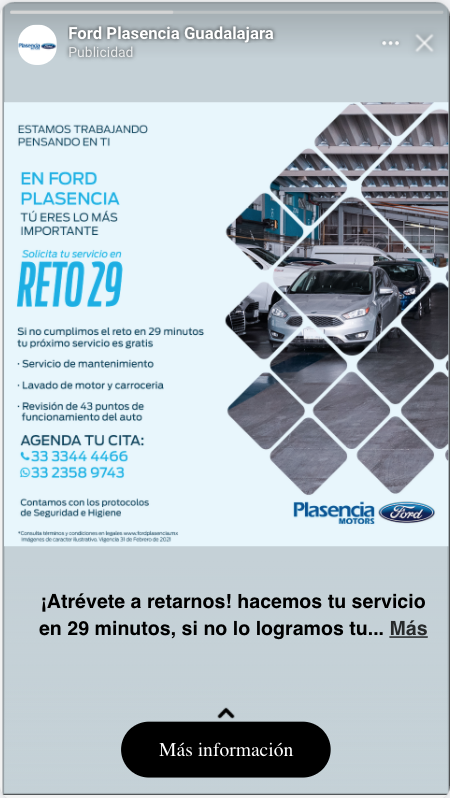 Ford Plasencia Guadalajara
Publicidad
ESTAMOS TRABAJANDO
PENSANDO EN TI
EN FORD
PLASENCIA
TÚ ERES LO MÁS
IMPORTANTE
Solicita tu servicio en
RETO 29
Si no cumplimos el reto en 29 minutos
tu próximo servicio es gratis
· Servicio de mantenimiento
· Lavado de motor y carrocería
· Revisión de 43 puntos de
funcionamiento del auto
AGENDA TU CITA:
33 3344 4466
33 2358 9743
Contamos con los protocolos
de Seguridad e Higiene
Plasencia
MOTORS
Ford
*Consulta términos y condiciones en legales www.fordplasencia.mx
Imágenes de caracter ilustrativo. Vigencia 31 de Febrero de 2021
¡Atrévete a retarnos! hacemos tu servicio
en 29 minutos, si no lo logramos tu... Más
Más información